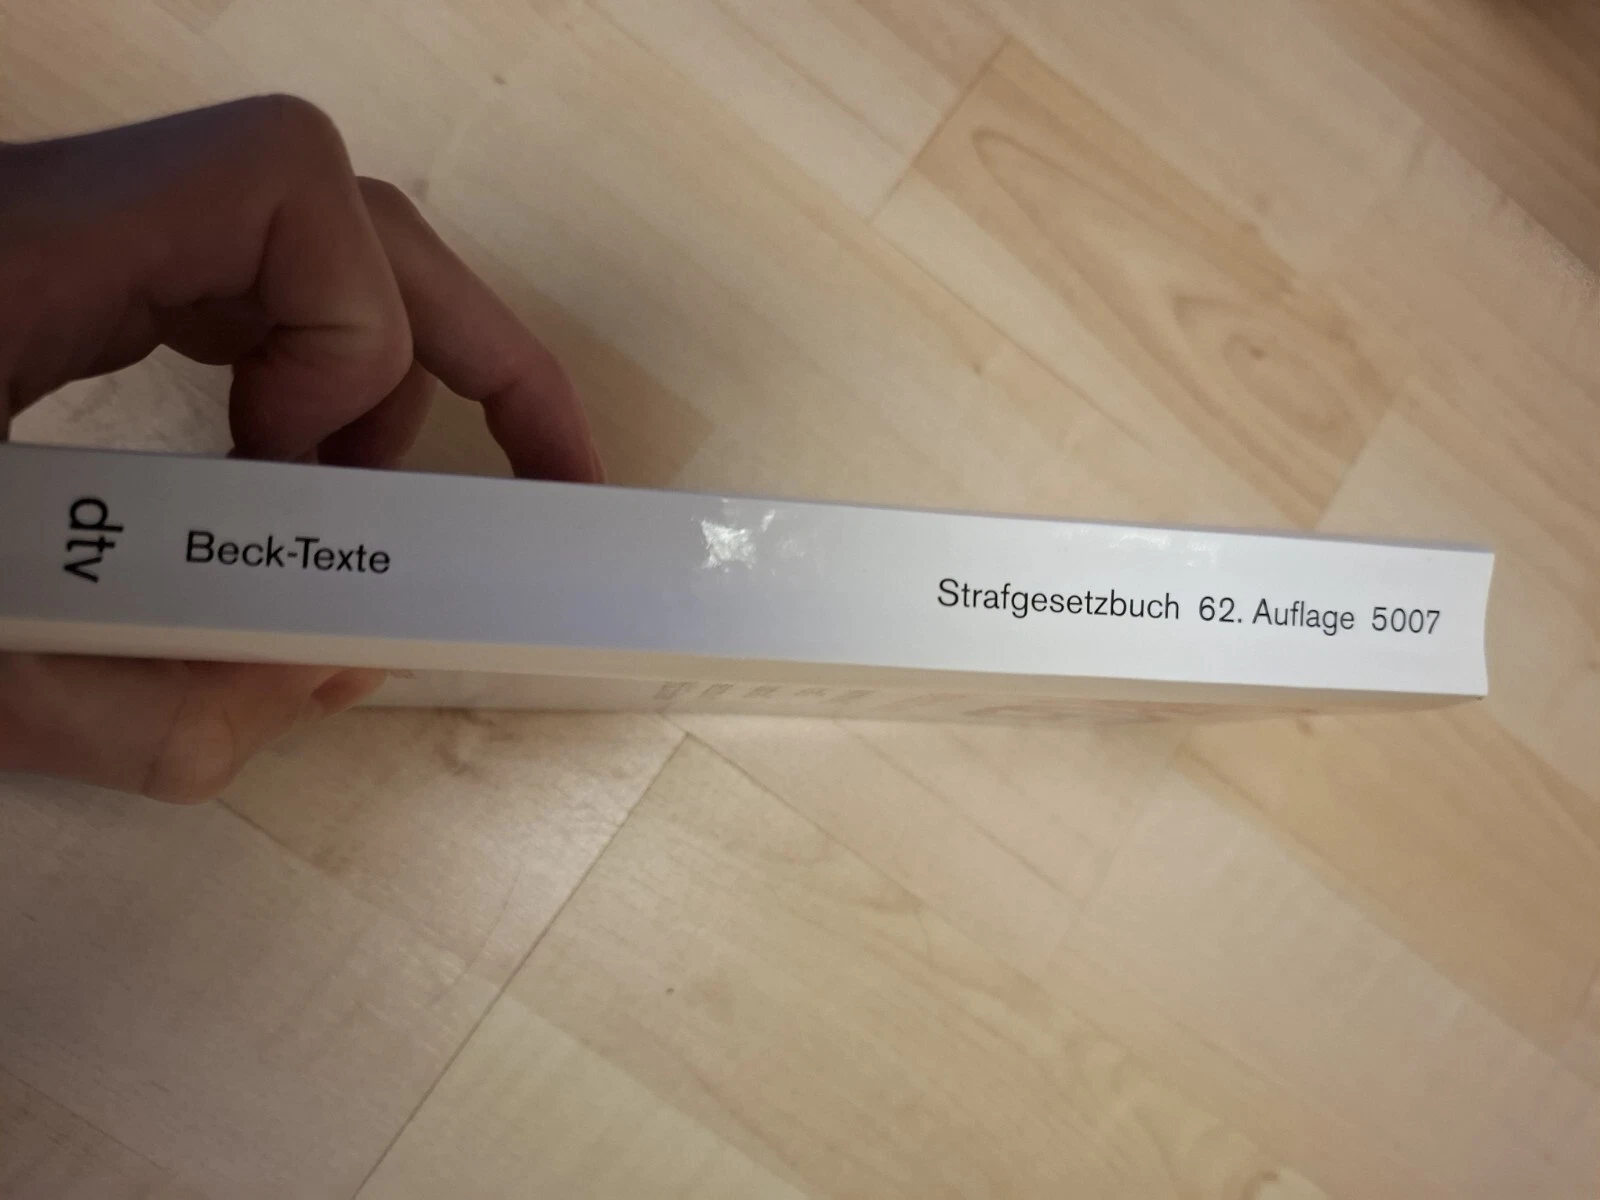 dtv
Beck-Texte
Strafgesetzbuch 62. Auflage 5007